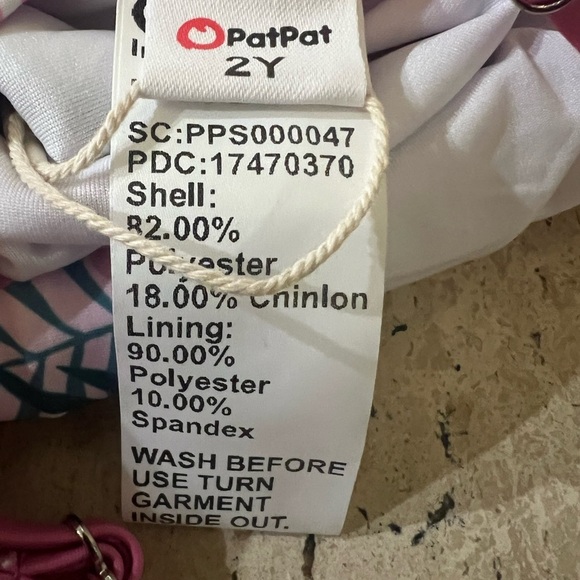 PatPat
2Y
SC:PPS000047
PDC:17470370
Shell:
82.00%
Polyester
18.00% Chinlon
Lining:
90.00%
Polyester
10.00%
Spandex
WASH BEFORE
USE TURN
GARMENT
INSIDE OUT.